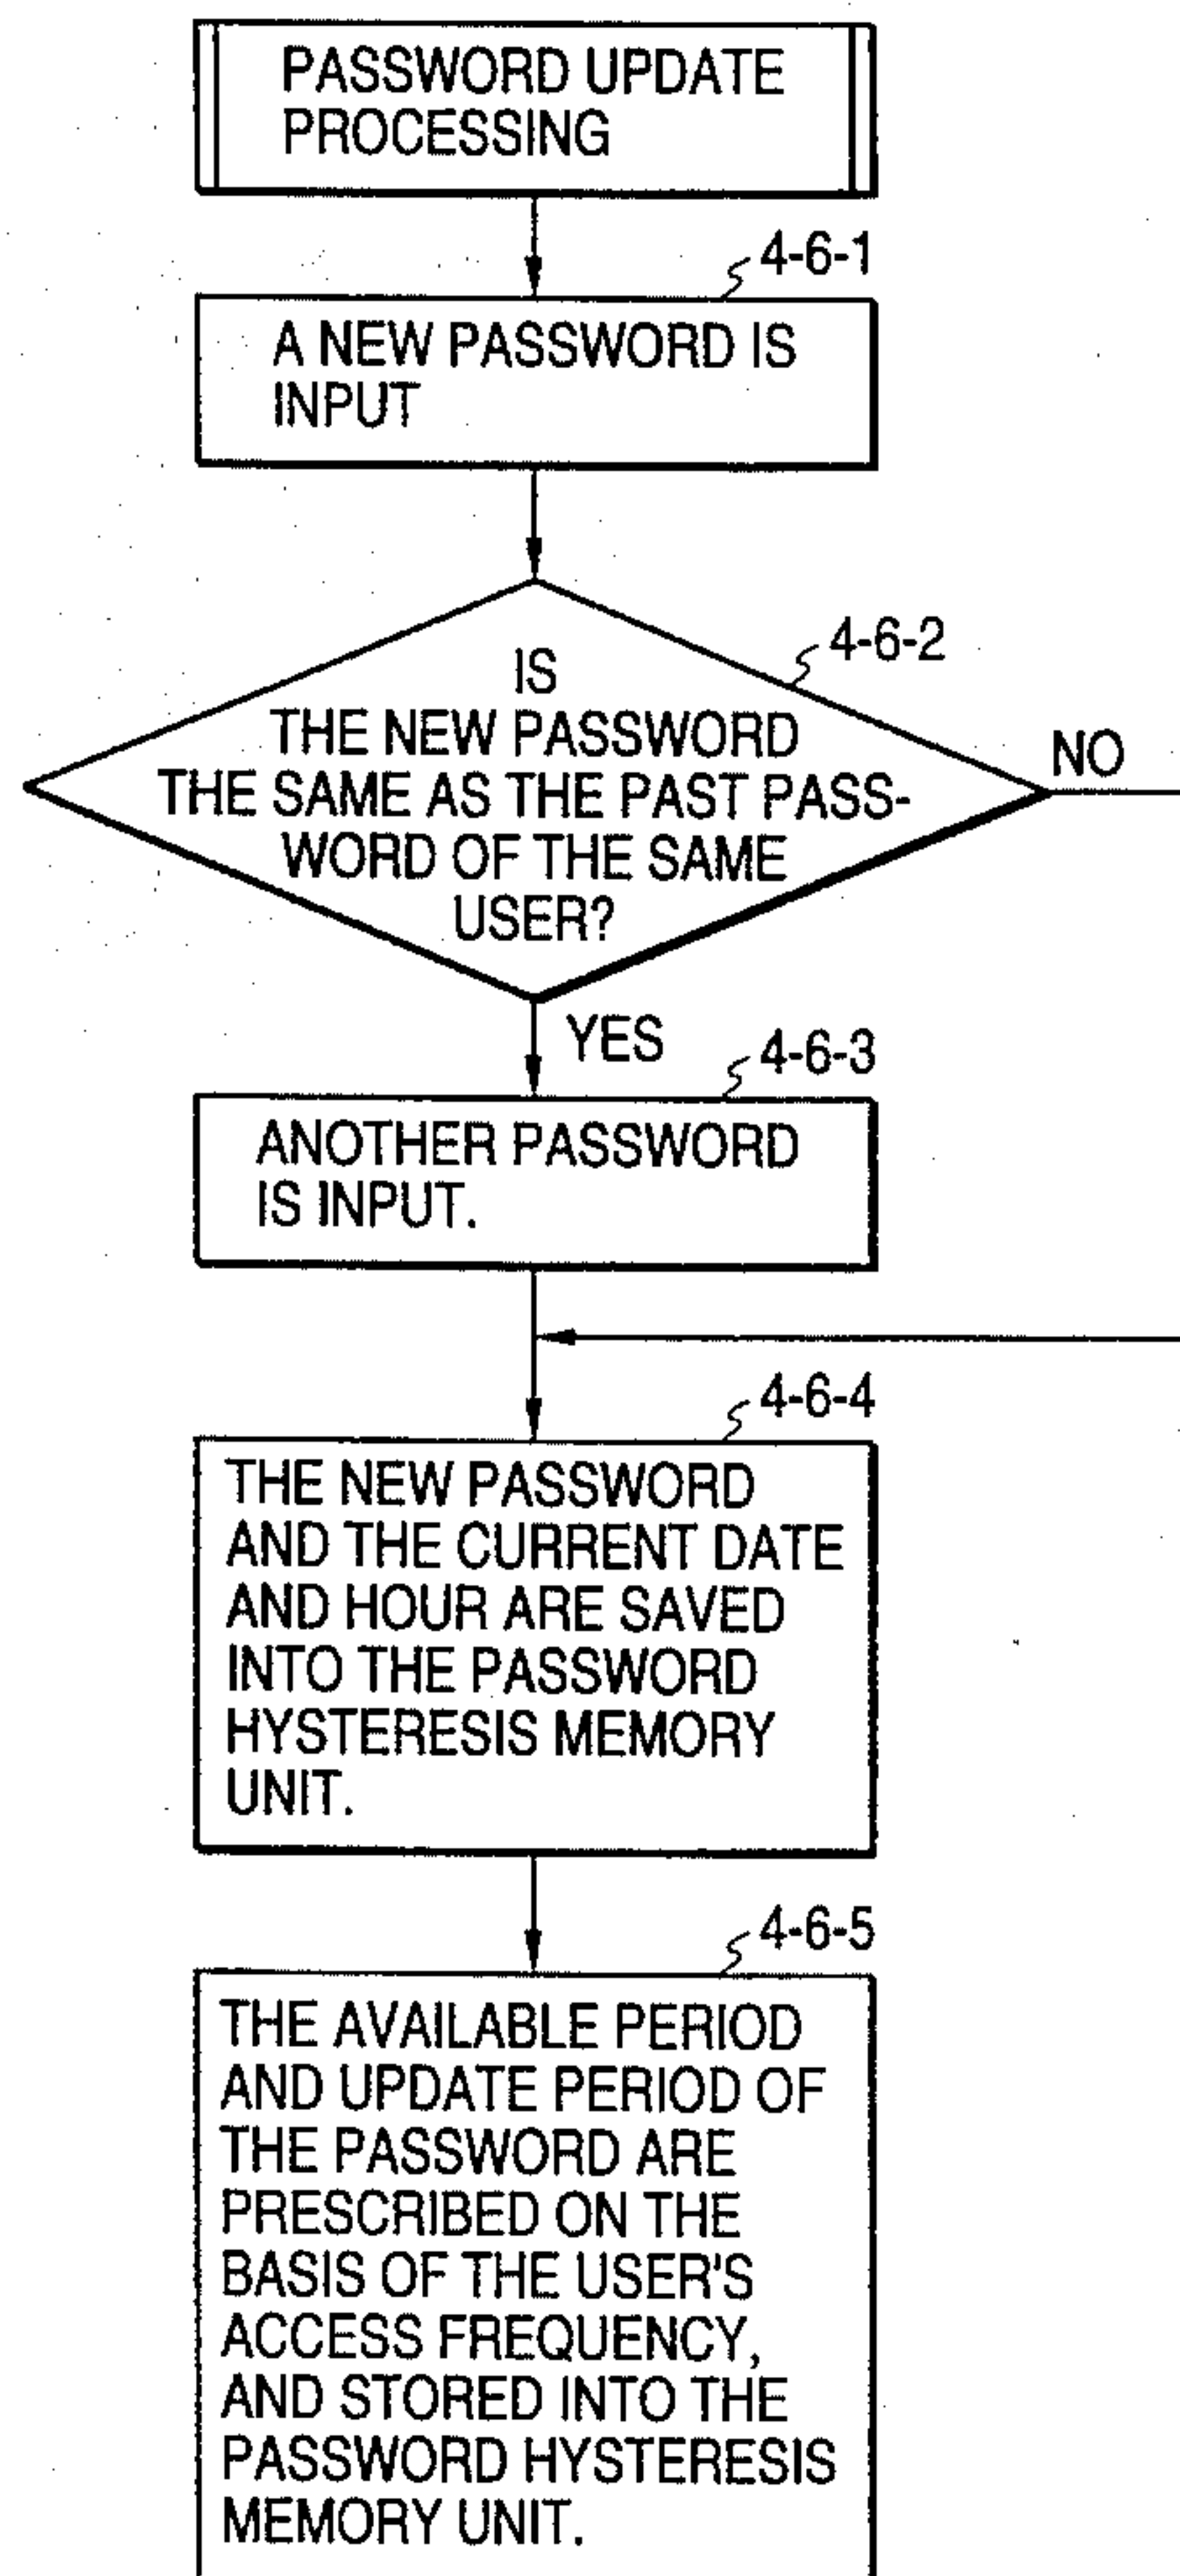 PASSWORD UPDATE
PROCESSING
4-6-1
A NEW PASSWORD IS
INPUT
4-6-2
IS
THE NEW PASSWORD
THE SAME AS THE PAST PASS-
WORD OF THE SAME
USER?
NO
YES
4-6-3
ANOTHER PASSWORD
IS INPUT.
4-6-4
THE NEW PASSWORD
AND THE CURRENT DATE
AND HOUR ARE SAVED
INTO THE PASSWORD
HYSTERESIS MEMORY
UNIT.
4-6-5
THE AVAILABLE PERIOD
AND UPDATE PERIOD OF
THE PASSWORD ARE
PRESCRIBED ON THE
BASIS OF THE USER'S
ACCESS FREQUENCY,
AND STORED INTO THE
PASSWORD HYSTERESIS
MEMORY UNIT.